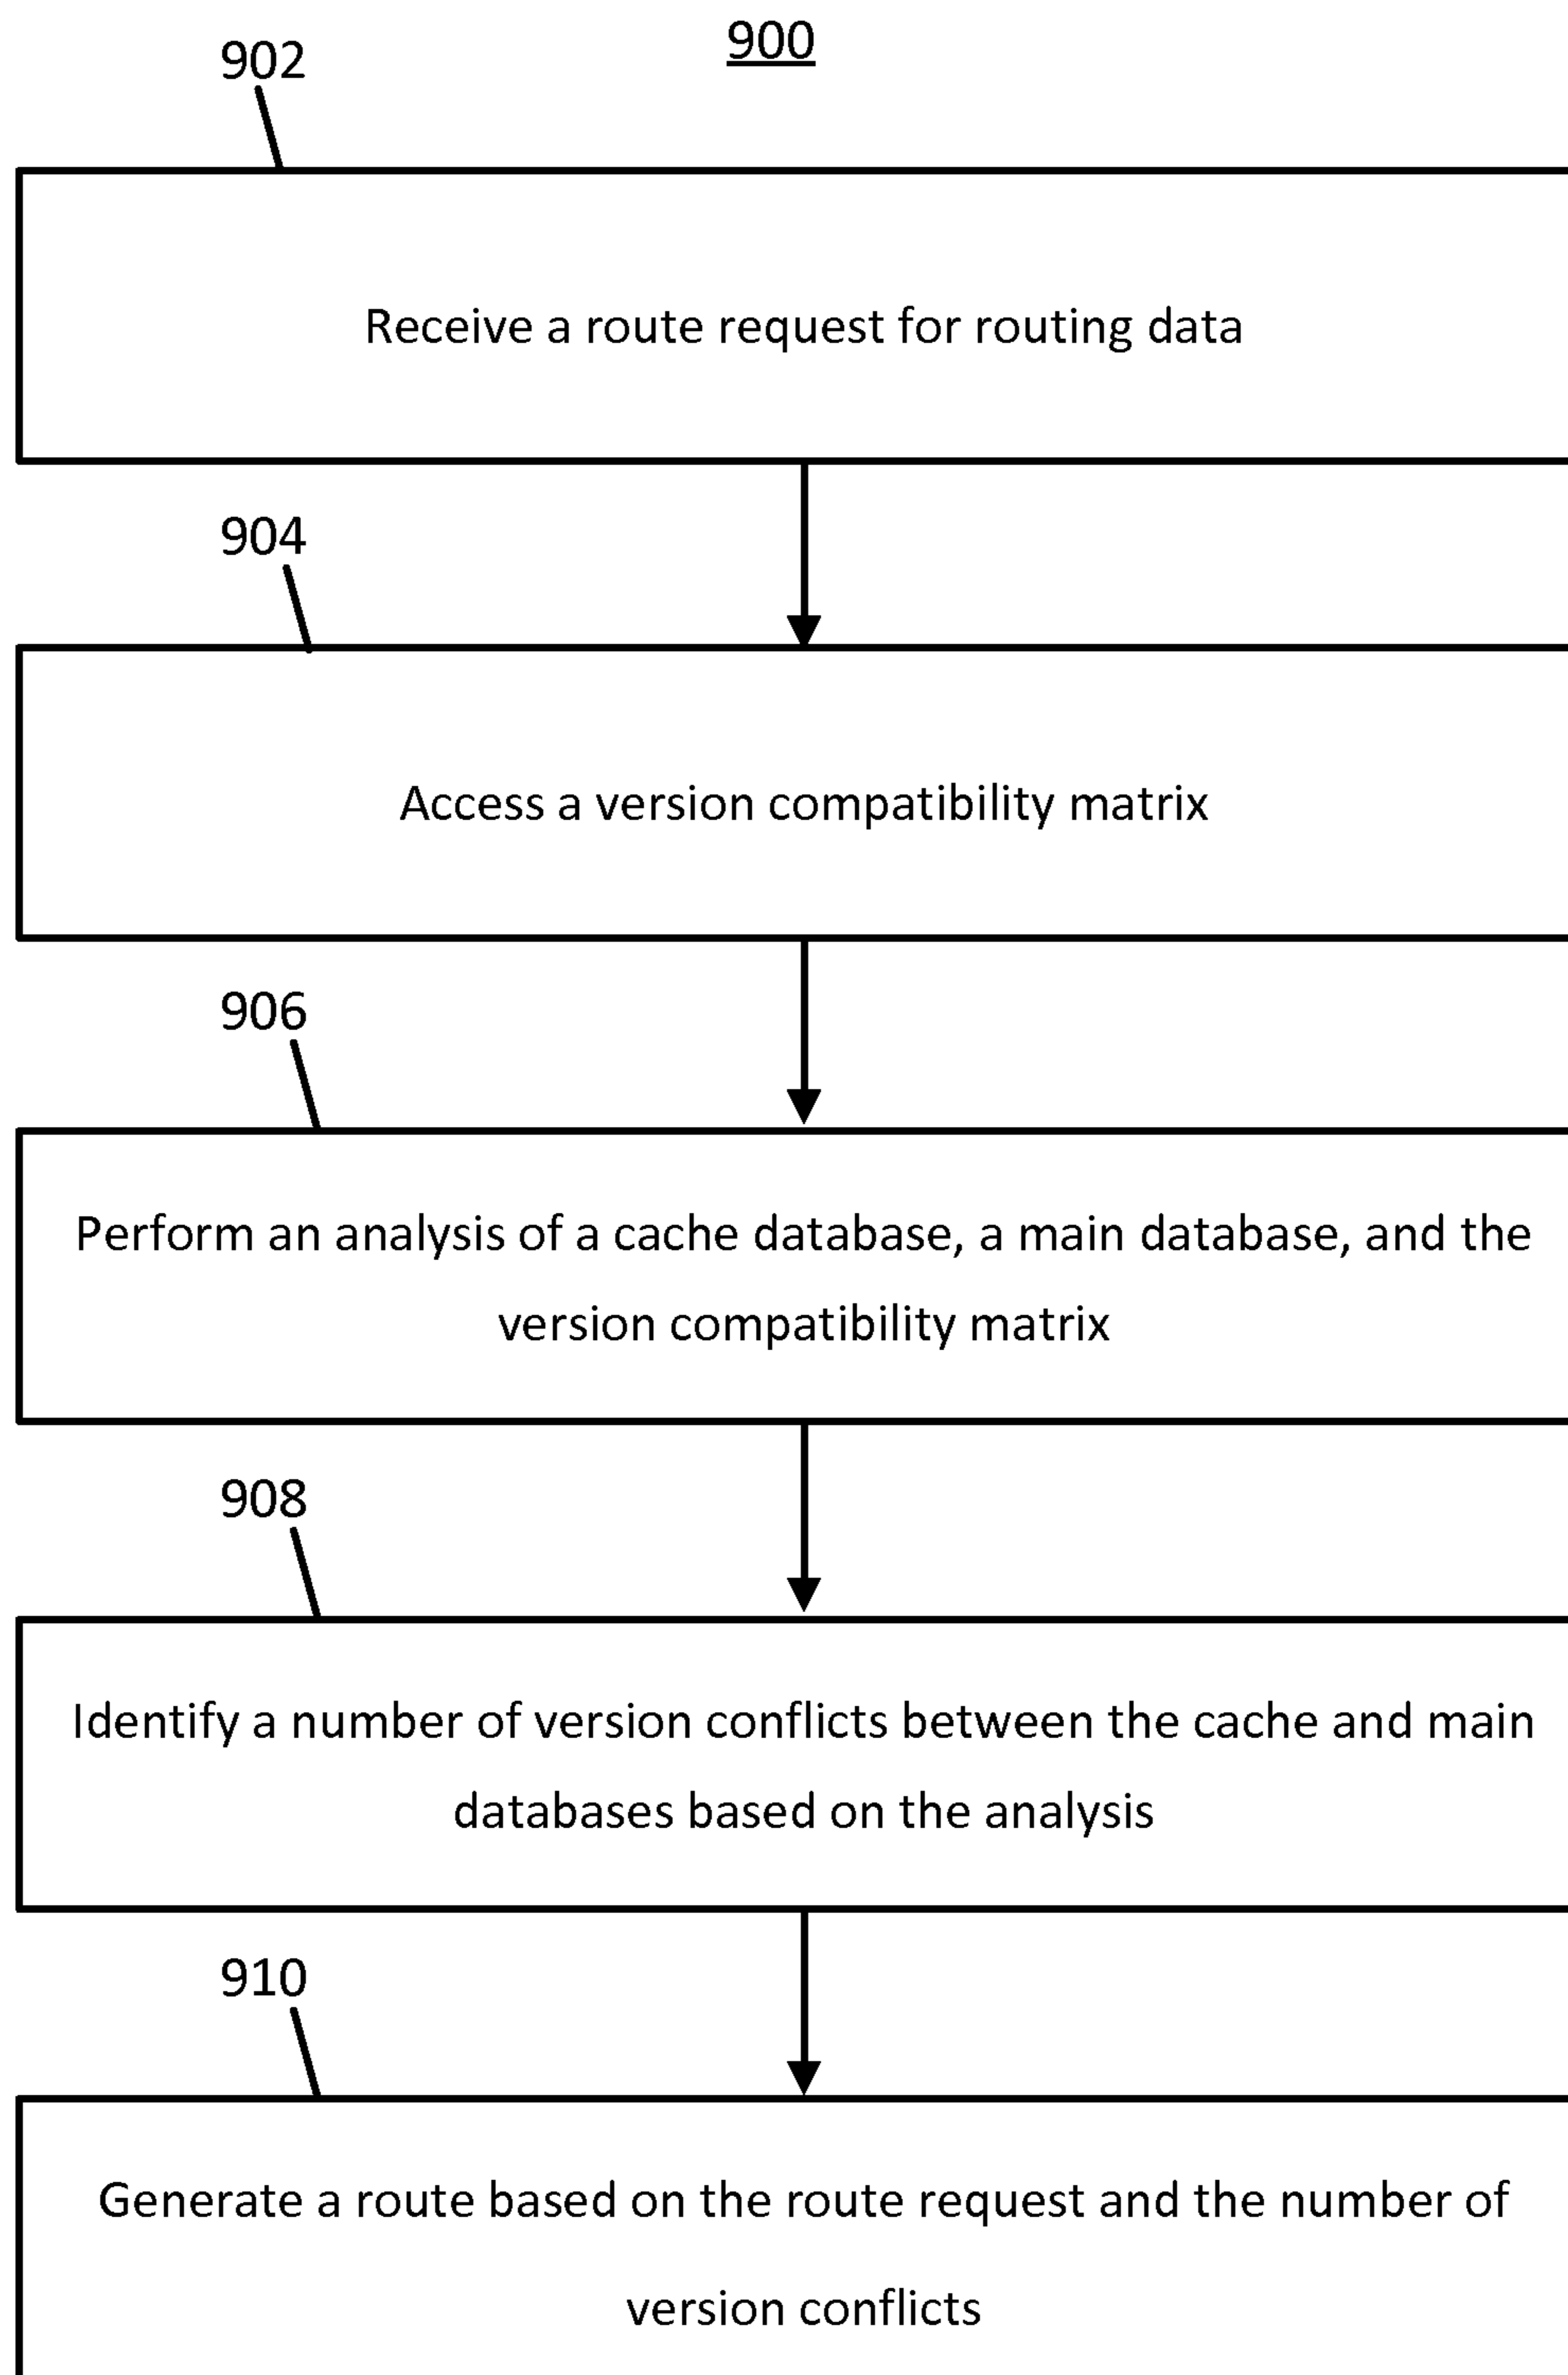 900
902
Receive a route request for routing data
904
Access a version compatibility matrix
906
Perform an analysis of a cache database, a main database, and the
version compatibility matrix
908
Identify a number of version conflicts between the cache and main
databases based on the analysis
910
Generate a route based on the route request and the number of
version conflicts